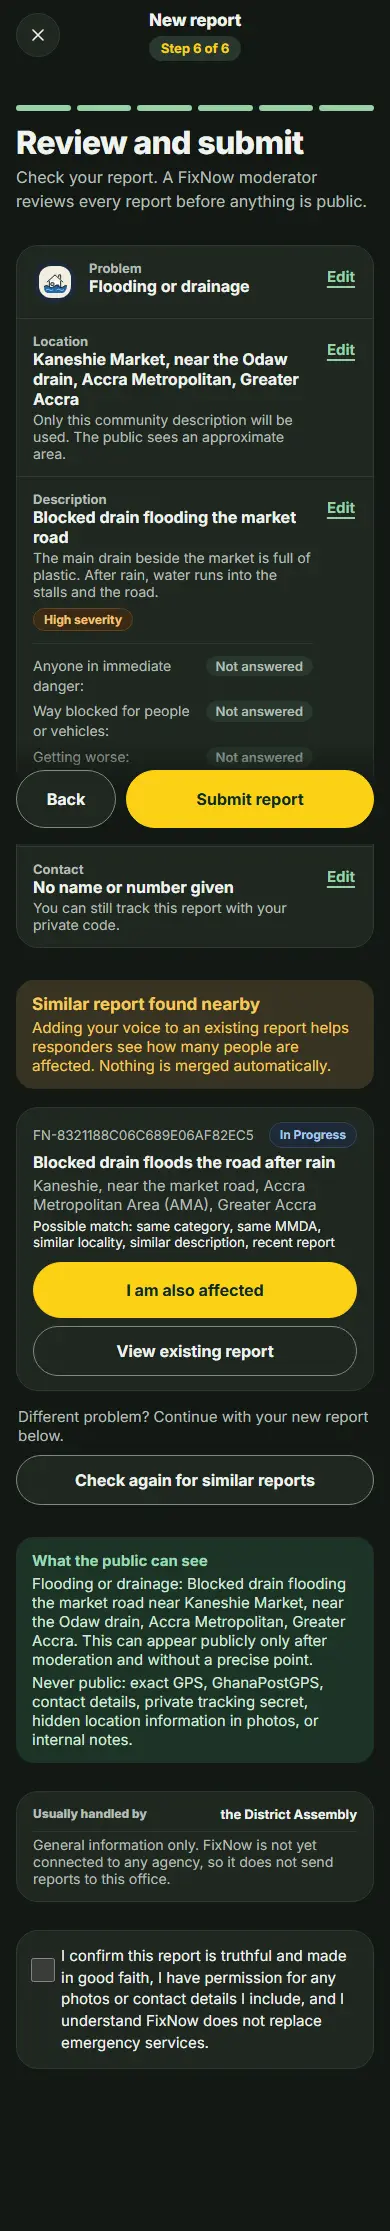 New report
Step 6 of 6
Review and submit
Check your report. A FixNow moderator
reviews every report before anything is public.
Problem
Flooding or drainage
Edit
Location
Kaneshie Market, near the Odaw
drain, Accra Metropolitan, Greater
Accra
Edit
Only this community description will be
used. The public sees an approximate
area.
Description
Blocked drain flooding the market
road
Edit
The main drain beside the market is full of
plastic. After rain, water runs into the
stalls and the road.
High severity
Anyone in immediate
danger:
Not answered
Way blocked for people
or vehicles:
Not answered
Getting worse:
Not answered
Back
Submit report
Contact
No name or number given
Edit
You can still track this report with your
private code.
Similar report found nearby
Adding your voice to an existing report helps
responders see how many people are
affected. Nothing is merged automatically.
FN-8321188C06C689E06AF82EC5
In Progress
Blocked drain floods the road after rain
Kaneshie, near the market road, Accra
Metropolitan Area (AMA), Greater Accra
Possible match: same category, same MMDA,
similar locality, similar description, recent report
I am also affected
View existing report
Different problem? Continue with your new report
below.
Check again for similar reports
What the public can see
Flooding or drainage: Blocked drain flooding
the market road near Kaneshie Market, near
the Odaw drain, Accra Metropolitan, Greater
Accra. This can appear publicly only after
moderation and without a precise point.
Never public: exact GPS, GhanaPostGPS,
contact details, private tracking secret,
hidden location information in photos, or
internal notes.
Usually handled by
the District Assembly
General information only. FixNow is not yet
connected to any agency, so it does not send
reports to this office.
I confirm this report is truthful and made
in good faith, I have permission for any
photos or contact details I include, and I
understand FixNow does not replace
emergency services.